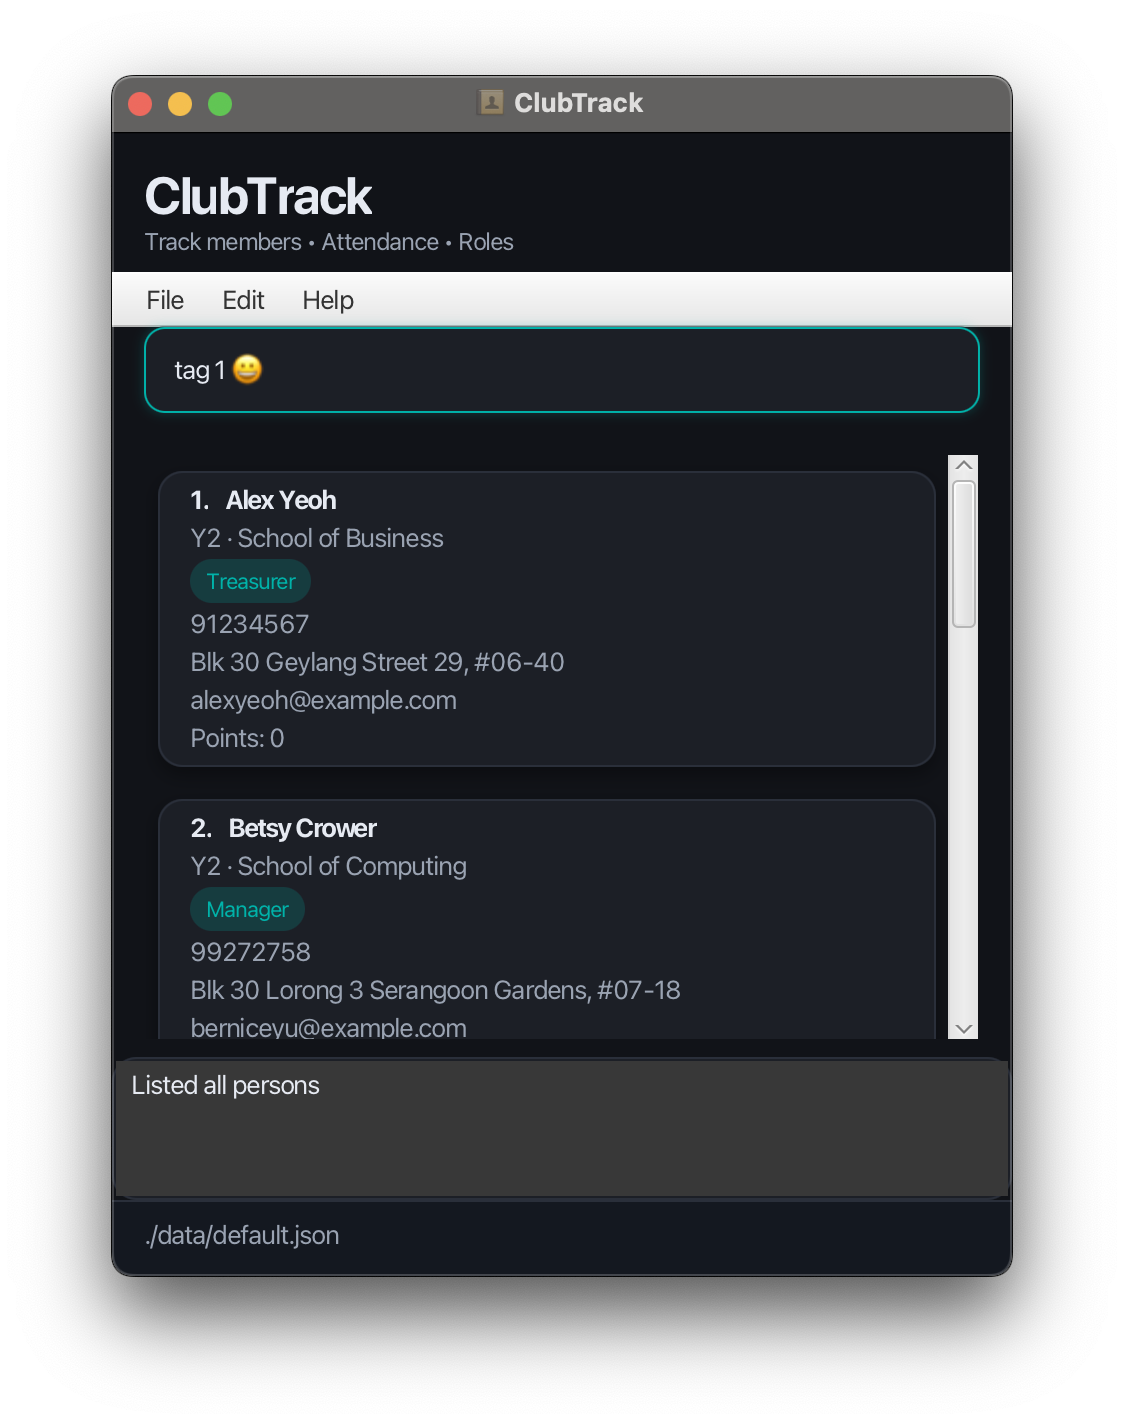 ClubTrack
ClubTrack
Track members • Attendance • Roles
File Edit Help
tag 1 😀
1. Alex Yeoh
Y2 · School of Business
Treasurer
91234567
Blk 30 Geylang Street 29, #06-40
alexyeoh@example.com
Points: 0
2. Betsy Crower
Y2 · School of Computing
Manager
99272758
Blk 30 Lorong 3 Serangoon Gardens, #07-18
berniceyu@example.com
Listed all persons
./data/default.json